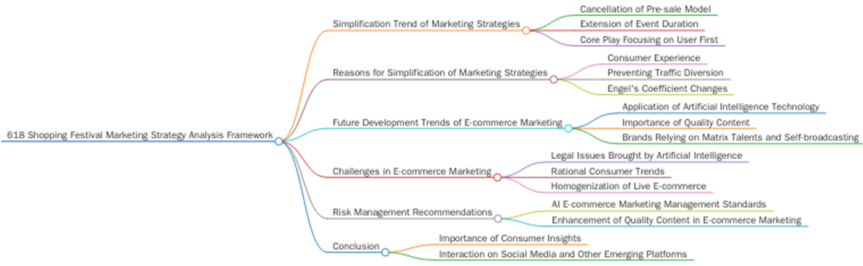 618 Shopping Festival Marketing Strategy Analysis Framework
Simplification Trend of Marketing Strategies
Cancellation of Pre-sale Model
Extension of Event Duration
Core Play Focusing on User First
Reasons for Simplification of Marketing Strategies
Consumer Experience
Preventing Traffic Diversion
Engel's Coefficient Changes
Future Development Trends of E-commerce Marketing
Application of Artificial Intelligence Technology
Importance of Quality Content
Brands Relying on Matrix Talents and Self-broadcasting
Challenges in E-commerce Marketing
Legal Issues Brought by Artificial Intelligence
Rational Consumer Trends
Homogenization of Live E-commerce
Risk Management Recommendations
AI E-commerce Marketing Management Standards
Enhancement of Quality Content in E-commerce Marketing
Conclusion
Importance of Consumer Insights
Interaction on Social Media and Other Emerging Platforms